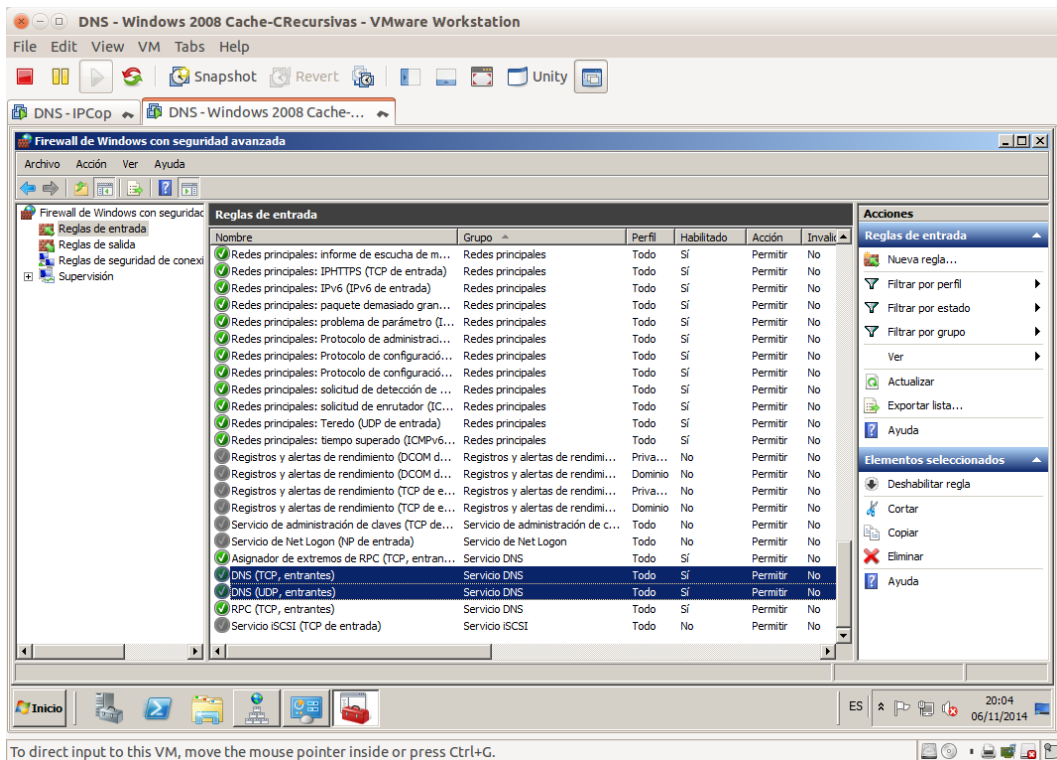 DNS - Windows 2008 Cache-CRecursivas - VMware Workstation
File Edit View VM Tabs Help
Snapshot Revert Unity
DNS - IPCop DNS - Windows 2008 Cache-...
Firewall de Windows con seguridad avanzada
Archivo Acción Ver Ayuda
Firewall de Windows con seguridad
Reglas de entrada
Reglas de salida
Reglas de seguridad de conexi
Supervisión
Reglas de entrada
Nombre Grupo Perfil Habilitado Acción Invalid
Redes principales: informe de escucha de m... Redes principales Todo Sí Permitir No
Redes principales: IPHTTPS (TCP de entrada) Redes principales Todo Sí Permitir No
Redes principales: IPv6 (IPv6 de entrada) Redes principales Todo Sí Permitir No
Redes principales: paquete demasiado gran... Redes principales Todo Sí Permitir No
Redes principales: problema de parámetro (I... Redes principales Todo Sí Permitir No
Redes principales: Protocolo de administraci... Redes principales Todo Sí Permitir No
Redes principales: Protocolo de configuració... Redes principales Todo Sí Permitir No
Redes principales: Protocolo de configuració... Redes principales Todo Sí Permitir No
Redes principales: solicitud de detección de ... Redes principales Todo Sí Permitir No
Redes principales: solicitud de enrutador (IC... Redes principales Todo Sí Permitir No
Redes principales: Teredo (UDP de entrada) Redes principales Todo Sí Permitir No
Redes principales: tiempo superado (ICMPv6... Redes principales Todo Sí Permitir No
Registros y alertas de rendimiento (DCOM d... Registros y alertas de rendimi... Priva... No Permitir No
Registros y alertas de rendimiento (DCOM d... Registros y alertas de rendimi... Dominio No Permitir No
Registros y alertas de rendimiento (TCP de e... Registros y alertas de rendimi... Priva... No Permitir No
Registros y alertas de rendimiento (TCP de e... Registros y alertas de rendimi... Dominio No Permitir No
Servicio de administración de claves (TCP de... Servicio de administración de c... Todo No Permitir No
Servicio de Net Logon (NP de entrada) Servicio de Net Logon Todo No Permitir No
Asignador de extremos de RPC (TCP, entran... Servicio DNS Todo Sí Permitir No
DNS (TCP, entrantes) Servicio DNS Todo Sí Permitir No
DNS (UDP, entrantes) Servicio DNS Todo Sí Permitir No
RPC (TCP, entrantes) Servicio DNS Todo Sí Permitir No
Servicio iSCSI (TCP de entrada) Servicio iSCSI Todo No Permitir No
Acciones
Reglas de entrada
Nueva regla...
Filtrar por perfil
Filtrar por estado
Filtrar por grupo
Ver
Actualizar
Exportar lista...
Ayuda
Elementos seleccionados
Deshabilitar regla
Cortar
Copiar
Eliminar
Ayuda
Inicio
ES
20:04
06/11/2014
To direct input to this VM, move the mouse pointer inside or press Ctrl+G.